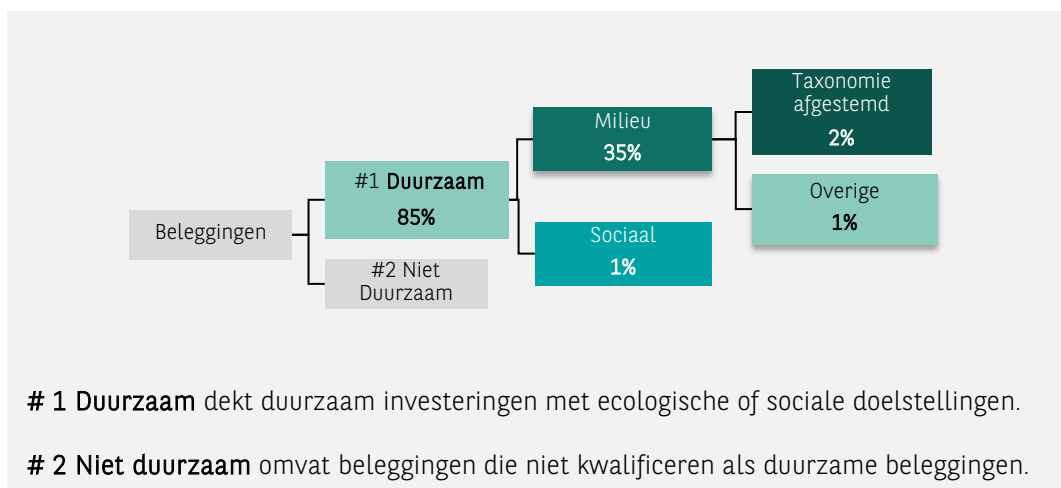 Taxonomie
afgestemd
2%
Milieu
35%
#1 Duurzaam
85%
Overige
1%
Beleggingen
Sociaal
1%
#2 Niet
Duurzaam
# 1 Duurzaam dekt duurzaam investeringen met ecologische of sociale doelstellingen.
# 2 Niet duurzaam omvat beleggingen die niet kwalificeren als duurzame beleggingen.